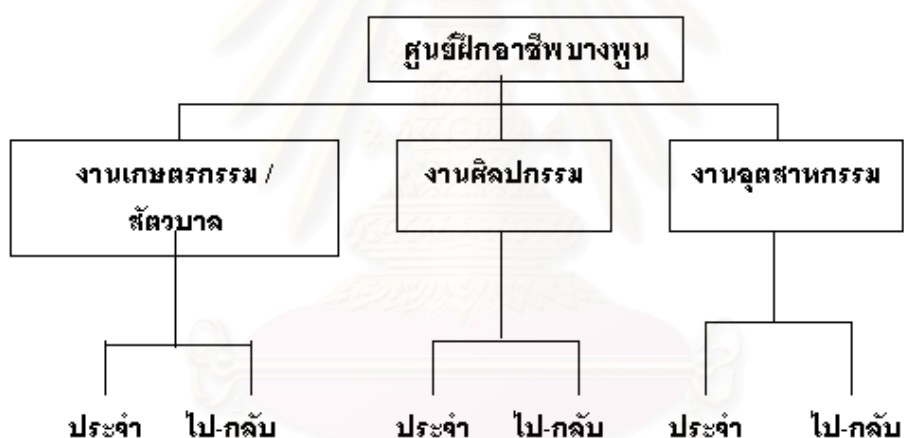 ศูนย์ฝึกอาชีพบางพูน
งานเกษตรกรรม /
สัตวบาล
งานศิลปกรรม
งานอุตสาหกรรม
ประจำ
ไป-กลับ
ประจำ
ไป-กลับ
ประจำ
ไป-กลับ